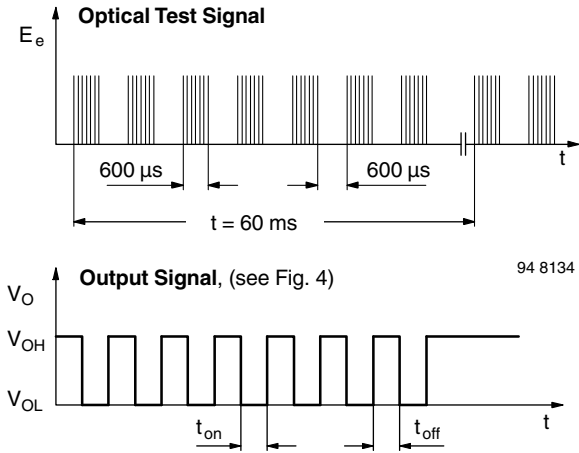 Optical Test Signal
E e
t
600 µs
600 µs
t = 60 ms
94 8134
Output Signal, (see Fig. 4)
V O
V OH
V OL
t
t on
t off